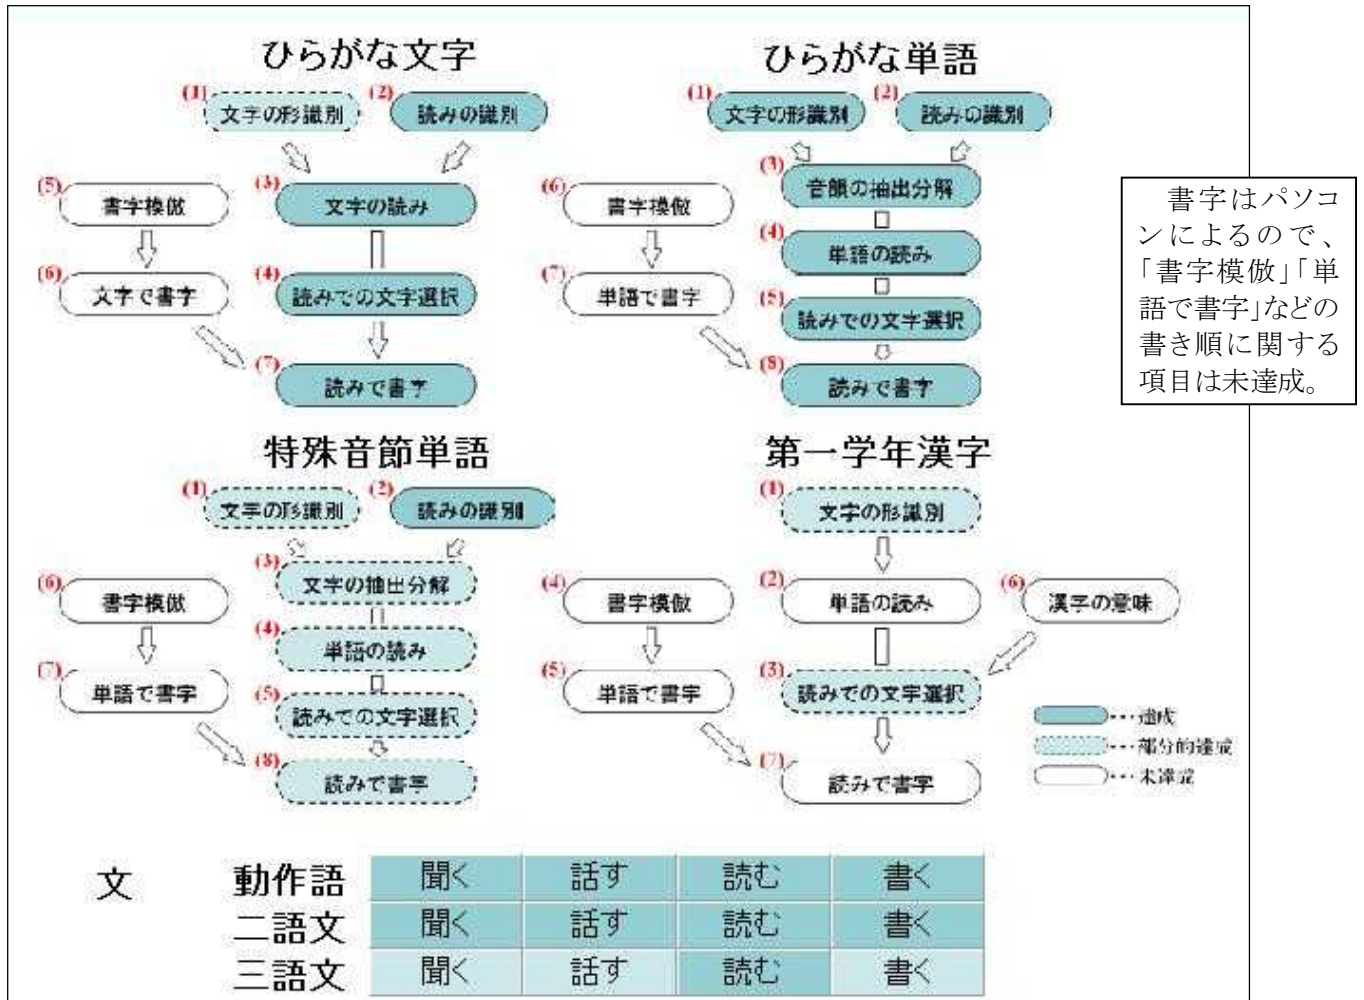 ひらがな文字
(1) 文字の形識別
(2) 読みの識別
(5) 書字模倣
(3) 文字の読み
(6) 文字で書字
(4) 読みでの文字選択
(7) 読みで書字
ひらがな単語
(1) 文字の形識別
(2) 読みの識別
(3) 音韻の抽出分解
(6) 書字模倣
(4) 単語の読み
(7) 単語で書字
(5) 読みでの文字選択
(8) 読みで書字
書字はパソコ
ンによるので、
「書字模倣」「単
語で書字」などの
書き順に関する
項目は未達成。
特殊音節単語
(1) 文字の形識別
(2) 読みの識別
(3) 文字の抽出分解
(6) 書字模倣
(4) 単語の読み
(7) 単語で書字
(5) 読みでの文字選択
(8) 読みで書字
第一学年漢字
(1) 文字の形識別
(4) 書字模倣
(2) 単語の読み
(6) 漢字の意味
(5) 単語で書字
(3) 読みでの文字選択
(7) 読みで書字
･･･達成
･･･部分的達成
･･･未達成
文 動作語 聞く 話す 読む 書く
二語文 聞く 話す 読む 書く
三語文 聞く 話す 読む 書く